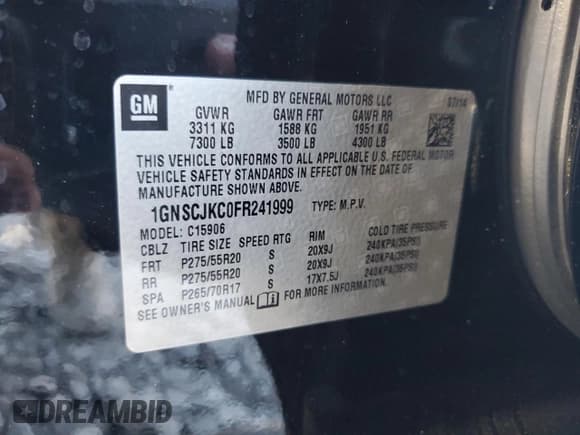 GM
MFD BY GENERAL MOTORS LLC 07/14
GVWR GAWR FRT GAWR RR
3311 KG 1588 KG 1951 KG
7300 LB 3500 LB 4300 LB
THIS VEHICLE CONFORMS TO ALL APPLICABLE U.S. FEDERAL MOTOR
VEHICLE SAFETY STANDARDS IN EFFECT ON THE DATE OF
MANUFACTURE SHOWN ABOVE.
1GNSCJKC0FR241999 TYPE: M.P.V.
MODEL: C15906
CBLZ TIRE SIZE SPEED RTG RIM COLD TIRE PRESSURE
FRT P275/55R20 S 20X9J 240KPA(35PSI)
RR P275/55R20 S 20X9J 240KPA(35PSI)
SPA P265/70R17 S 17X7.5J 240KPA(35PSI)
SEE OWNER'S MANUAL FOR MORE INFORMATION.
DREAMBID